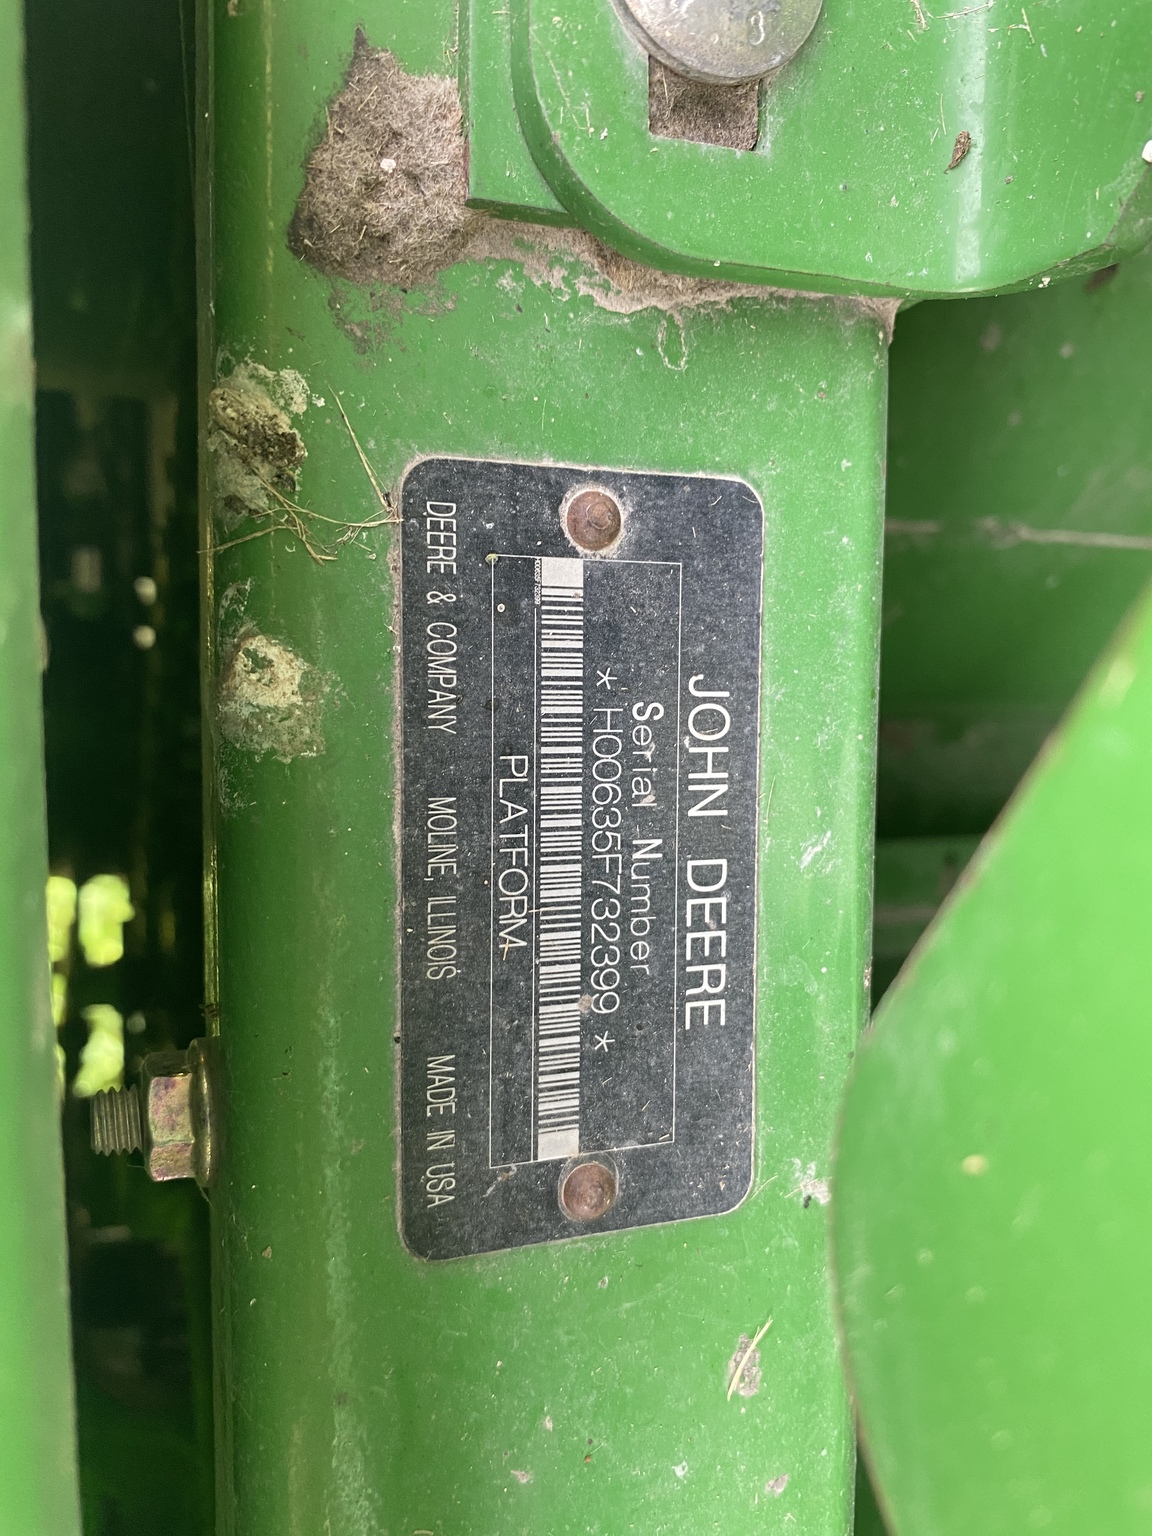 JOHN DEERE
Serial Number
* H00635F732399 *
PLATFORM
DEERE & COMPANY MOLINE, ILLINOIS MADE IN USA